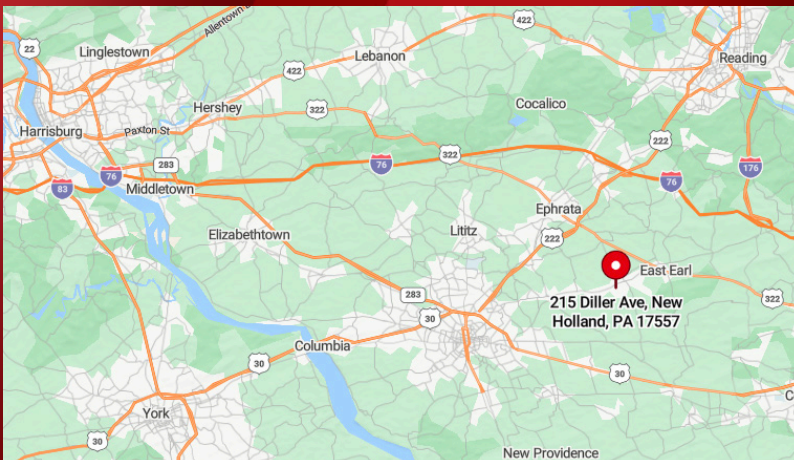 422
Allentown
22
Linglestown
Lebanon
Reading
422
Hershey
322
Cocalico
Harrisburg
Paxton St
222
283
322
76
76
176
76
83
Middletown
Ephrata
Elizabethtown
Lititz
222
East Earl
283
215 Diller Ave, New
Holland, PA 17557
322
30
Columbia
30
30
York
30
New Providence